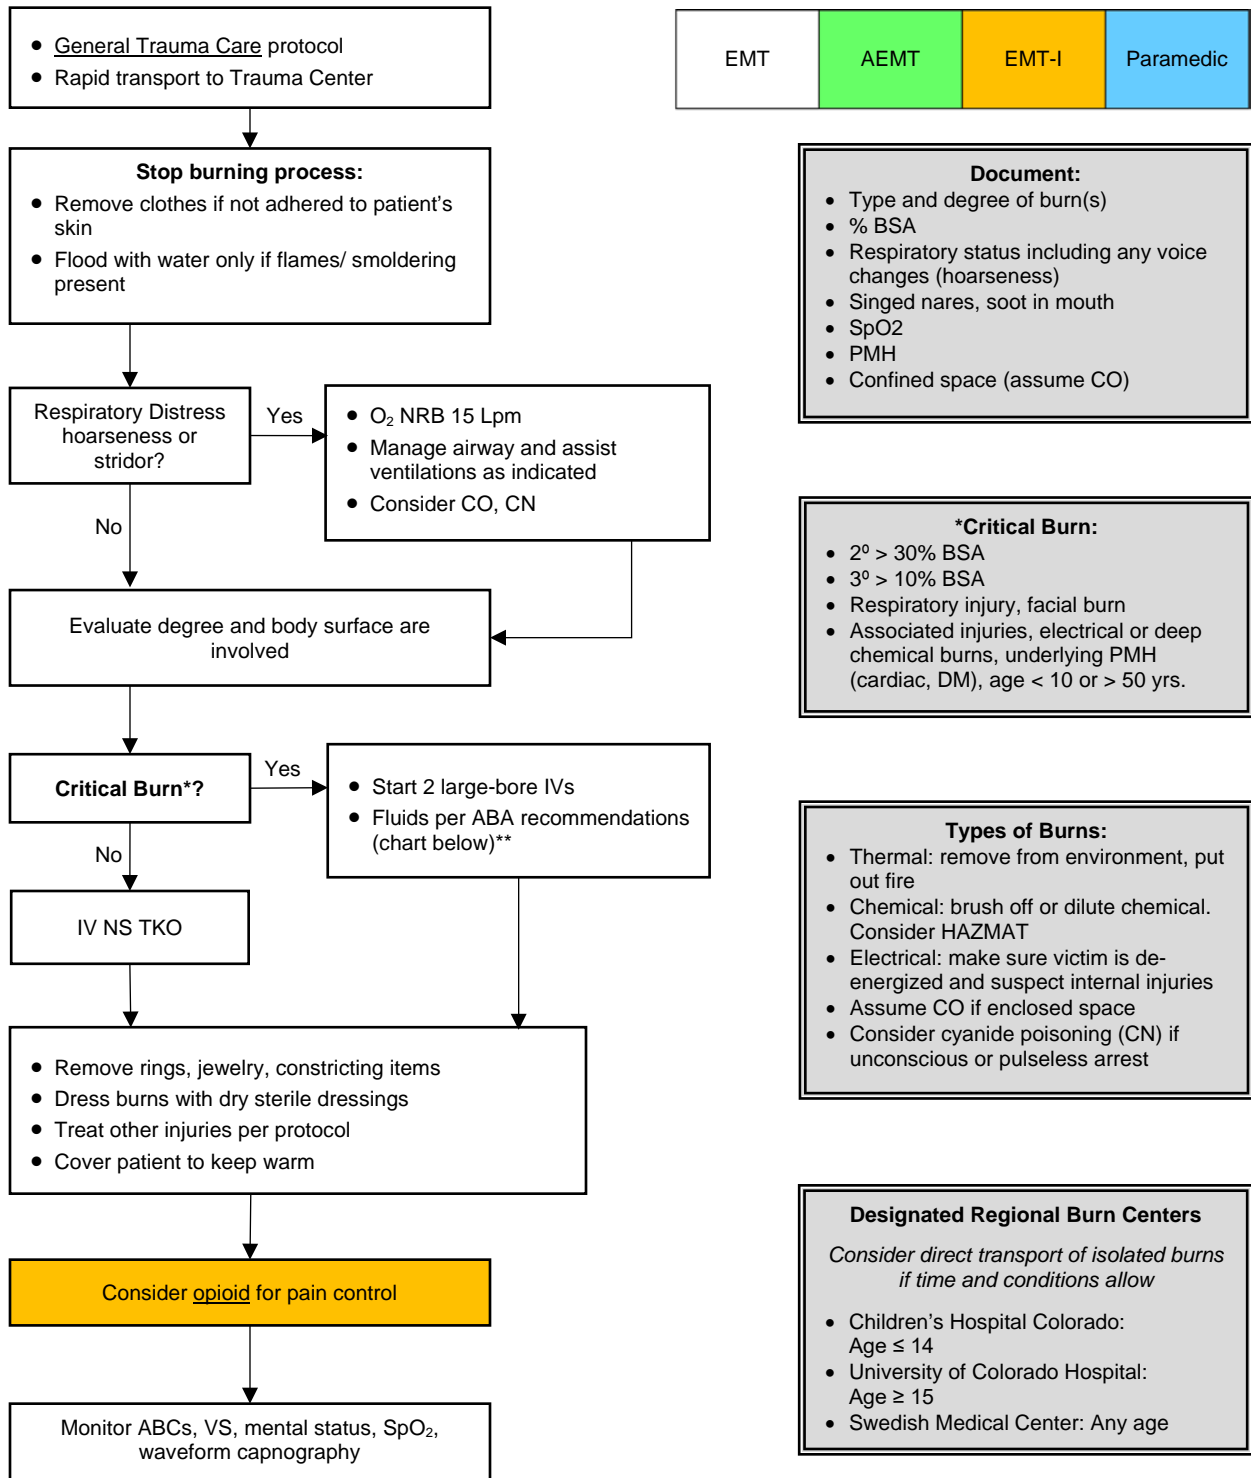 • General Trauma Care protocol
• Rapid transport to Trauma Center
EMT
AEMT
EMT-I
Paramedic
Stop burning process:
• Remove clothes if not adhered to patient's
skin
• Flood with water only if flames/ smoldering
present
Document:
• Type and degree of burn(s)
• % BSA
• Respiratory status including any voice
changes (hoarseness)
• Singed nares, soot in mouth
• SpO2
• PMH
• Confined space (assume CO)
Respiratory Distress
hoarseness or
stridor?
Yes
• O₂ NRB 15 Lpm
• Manage airway and assist
ventilations as indicated
• Consider CO, CN
No
*Critical Burn:
• 2º > 30% BSA
• 3º > 10% BSA
• Respiratory injury, facial burn
• Associated injuries, electrical or deep
chemical burns, underlying PMH
(cardiac, DM), age < 10 or > 50 yrs.
Evaluate degree and body surface are
involved
Critical Burn*?
Yes
• Start 2 large-bore IVs
• Fluids per ABA recommendations
(chart below)**
No
IV NS TKO
Types of Burns:
• Thermal: remove from environment, put
out fire
• Chemical: brush off or dilute chemical.
Consider HAZMAT
• Electrical: make sure victim is de-
energized and suspect internal injuries
• Assume CO if enclosed space
• Consider cyanide poisoning (CN) if
unconscious or pulseless arrest
• Remove rings, jewelry, constricting items
• Dress burns with dry sterile dressings
• Treat other injuries per protocol
• Cover patient to keep warm
Consider opioid for pain control
Monitor ABCs, VS, mental status, SpO₂,
waveform capnography
Designated Regional Burn Centers
Consider direct transport of isolated burns
if time and conditions allow
• Children's Hospital Colorado:
Age ≤ 14
• University of Colorado Hospital:
Age ≥ 15
• Swedish Medical Center: Any age